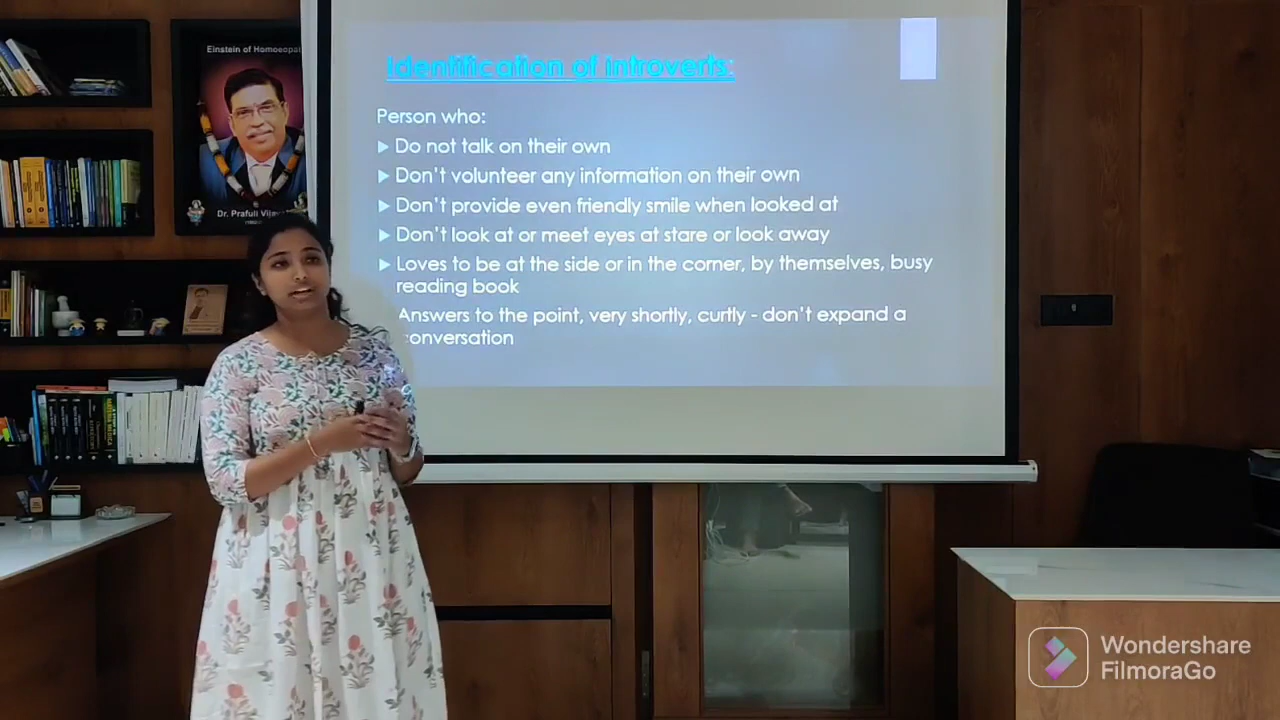 Einstein of Homoeopat
Dr. Prafull Vijay
Identification of introverts:
Person who:
Do not talk on their own
Don't volunteer any information on their own
Don't provide even friendly smile when looked at
Don't look at or meet eyes at stare or look away
Loves to be at the side or in the corner, by themselves, busy
reading book
Answers to the point, very shortly, curtly - don't expand a
conversation
Wondershare
FilmoraGo